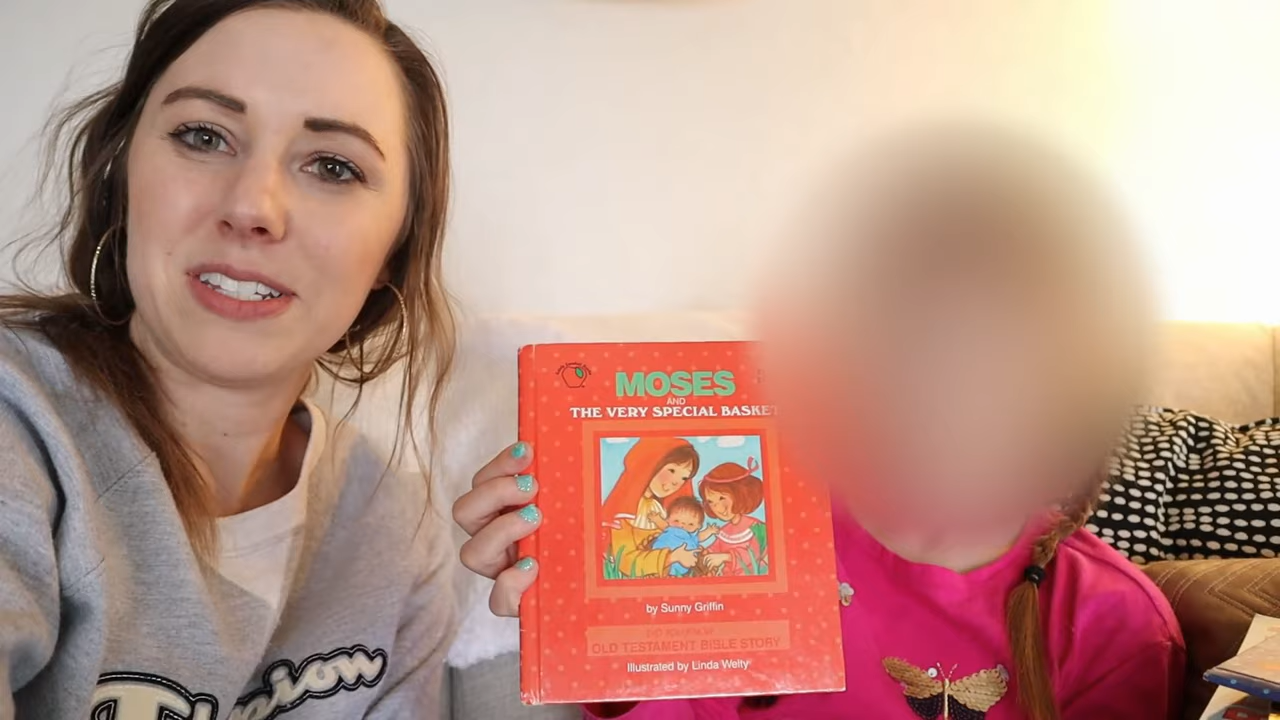 MOSES
AND
THE VERY SPECIAL BASKET
by Sunny Griffin
OLD TESTAMENT BIBLE STORY
Illustrated by Linda Welty